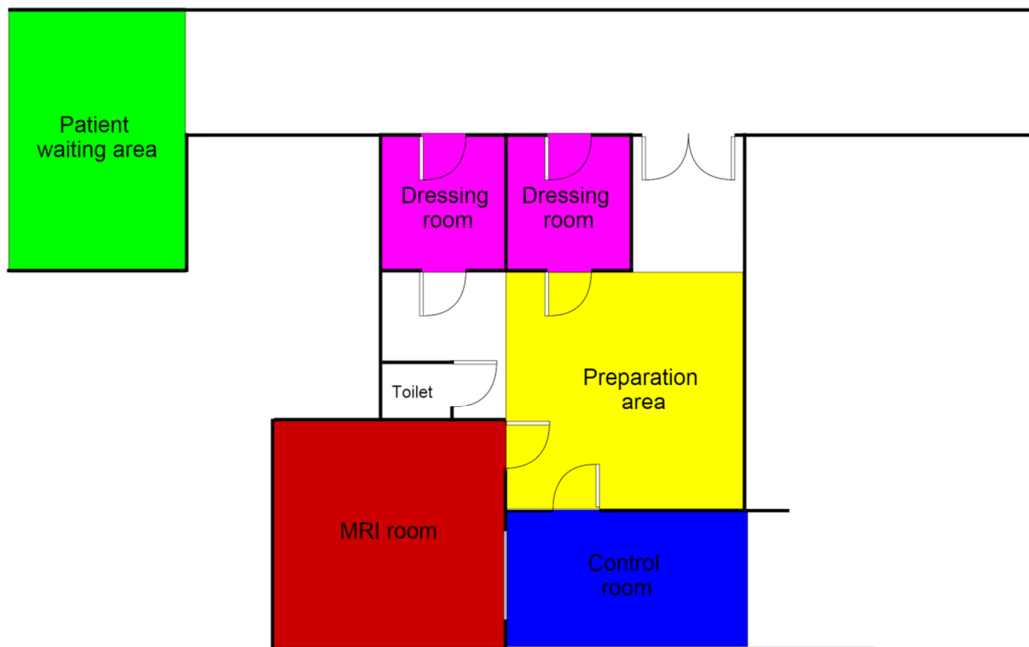 Patient
waiting area
Dressing
room
Dressing
room
Preparation
area
Toilet
MRI room
Control
room